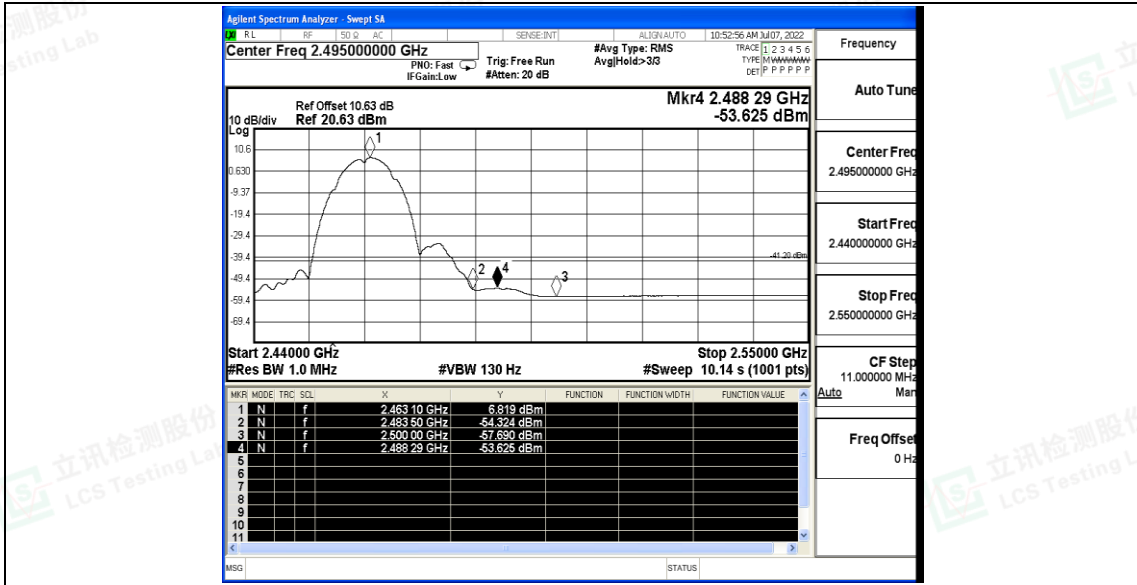 Agilent Spectrum Analyzer - Swept SA
LXI RL RF 50 Ω AC SENSE:INT ALIGNAUTO 10:52:56 AM Jul 07, 2022
Center Freq 2.495000000 GHz
PNO: Fast
IFGain:Low
Trig: Free Run
#Atten: 20 dB
#Avg Type: RMS
Avg|Hold:>3/3
TRACE 1 2 3 4 5 6
TYPE MWWWWW
DET P P P P P P
Frequency
Auto Tune
Center Freq
2.495000000 GHz
Start Freq
2.440000000 GHz
Stop Freq
2.550000000 GHz
CF Step
11.000000 MHz
Auto Man
Freq Offset
0 Hz
Mkr4 2.488 29 GHz
-53.625 dBm
Ref Offset 10.63 dB
10 dB/div Ref 20.63 dBm
Log
10.6
0.630
-9.37
-19.4
-29.4
-39.4
-49.4
-59.4
-69.4
1
2
4
3
-41.20 dBm
Start 2.44000 GHz
Stop 2.55000 GHz
#Res BW 1.0 MHz #VBW 130 Hz #Sweep 10.14 s (1001 pts)
MKR MODE TRC SCL X Y FUNCTION FUNCTION WIDTH FUNCTION VALUE
1 N f 2.463 10 GHz 6.819 dBm
2 N f 2.483 50 GHz -54.324 dBm
3 N f 2.500 00 GHz -57.690 dBm
4 N f 2.488 29 GHz -53.625 dBm
5
6
7
8
9
10
11
MSG STATUS
立讯检测股份
LCS Testing Lab